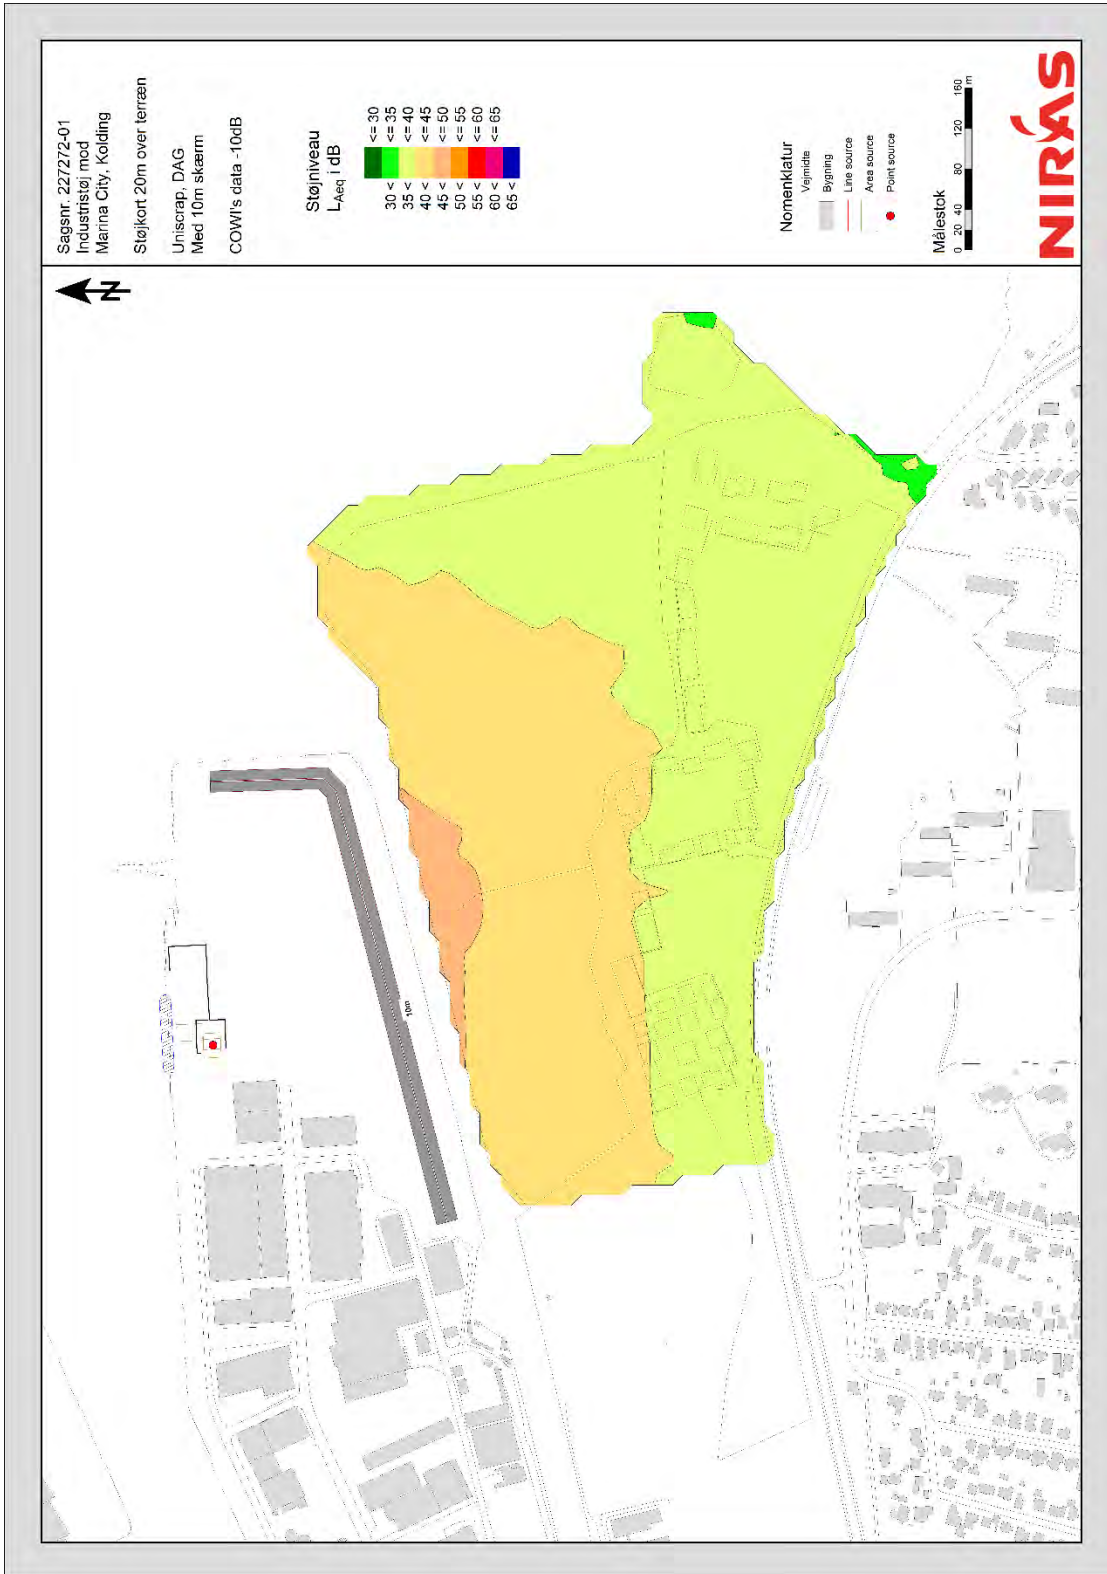 Sagsnr. 227272-01
Industristøj mod
Marina City, Kolding
Støjkort 20m over terræn
Uniscrap, DAG
Med 10m skærm
COWI's data -10dB
Støjniveau
LAeq i dB
<= 30
30 < <= 35
35 < <= 40
40 < <= 45
45 < <= 50
50 < <= 55
55 < <= 60
60 < <= 65
65 <
Nomenklatur
Vejmidte
Bygning
Line source
Area source
Point source
Målestok
0 20 40 80 120 160
m
NIRAS
N
10m